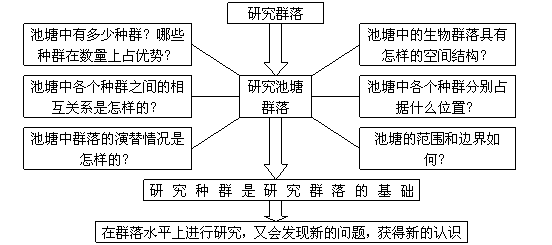 研究群落
池塘中有多少种群？哪些
种群在数量上占优势？
池塘中的生物群落具有
怎样的空间结构？
池塘中各个种群之间的相
互关系是怎样的？
研究池塘
群落
池塘中各个种群分别占
据什么位置？
池塘中群落的演替情况是
怎样的？
池塘的范围和边界如
何？
研究种群是研究群落的基础
在群落水平上进行研究，又会发现新的问题，获得新的认识